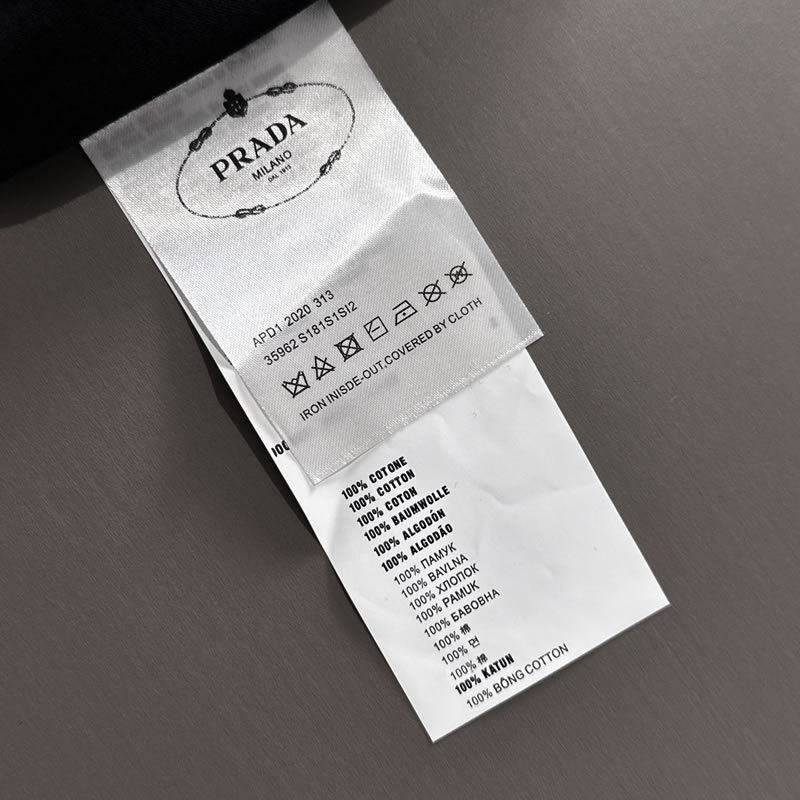 PRADA
MILANO
DAL 1913
APD1 2020 313
35962 S181S1SI2
IRON INISDE-OUT.COVERED BY CLOTH
100% COTONE
100% COTTON
100% COTON
100% BAUMWOLLE
100% ALGODÓN
100% ALGODÃO
100% ПАМУК
100% BAVLNA
100% ХЛОПОК
100% PAMUK
100% БАВОВНА
100% 棉
100% 면
100% 棉
100% KATUN
100% BÔNG COTTON